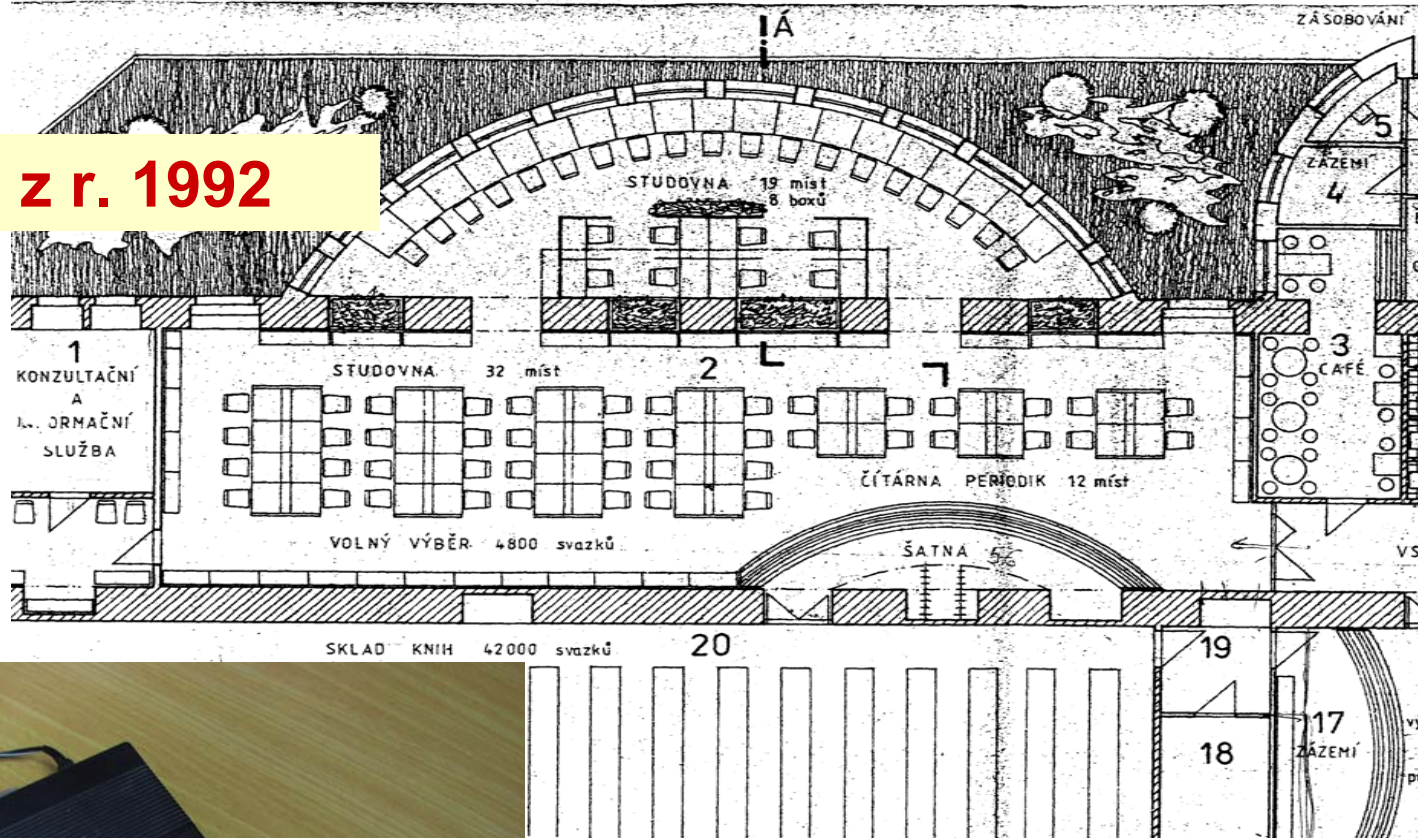 Á
ZÁSOBOVÁNÍ
z r. 1992
5
ZÁZEMÍ
4
STUDOVNA 19 míst
8 boxů
1
KONZULTAČNÍ
A
SLUŽBA
STUDOVNA 32 míst
2
3
CAFÉ
ČÍTÁRNA PERIODIK 12 míst
VOLNÝ VÝBĚR 4800 svazků
ŠATNA
VS
SKLAD KNIH 42000 svazků
20
19
17
ZÁZEMÍ
18